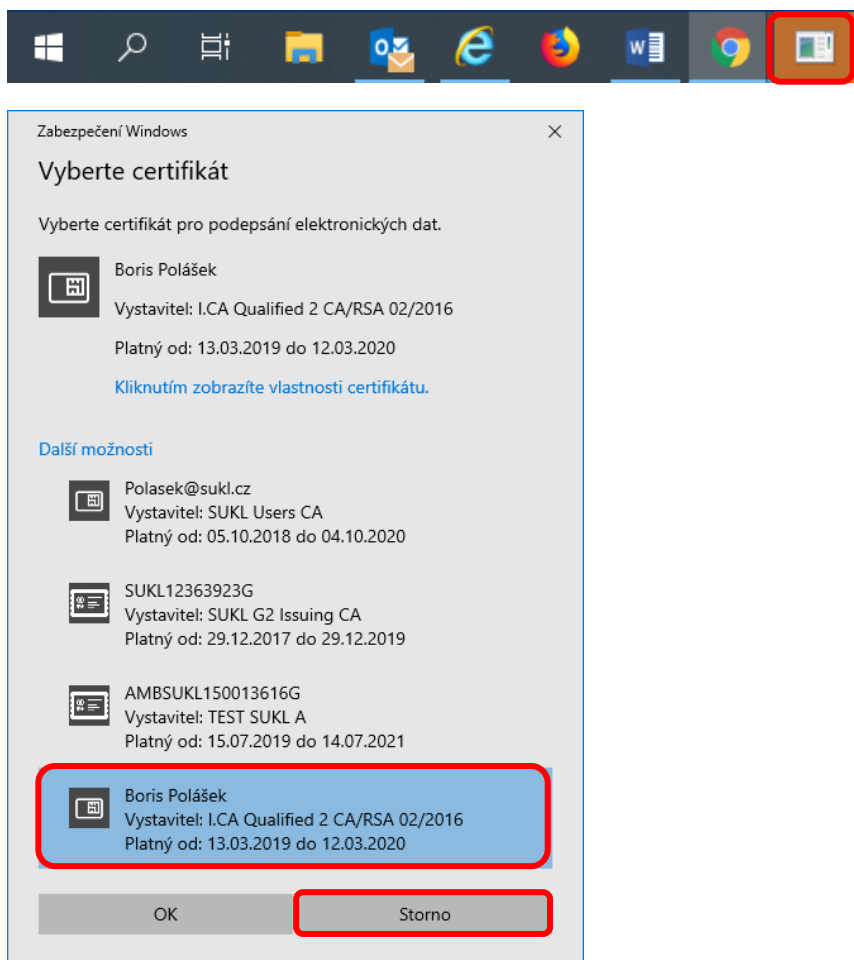 Zabezpečení Windows
Vyberte certifikát
Vyberte certifikát pro podepsání elektronických dat.
Boris Polášek
Vystavitel: I.CA Qualified 2 CA/RSA 02/2016
Platný od: 13.03.2019 do 12.03.2020
Kliknutím zobrazíte vlastnosti certifikátu.
Další možnosti
Polasek@sukl.cz
Vystavitel: SUKL Users CA
Platný od: 05.10.2018 do 04.10.2020
SUKL12363923G
Vystavitel: SUKL G2 Issuing CA
Platný od: 29.12.2017 do 29.12.2019
AMBSUKL150013616G
Vystavitel: TEST SUKL A
Platný od: 15.07.2019 do 14.07.2021
Boris Polášek
Vystavitel: I.CA Qualified 2 CA/RSA 02/2016
Platný od: 13.03.2019 do 12.03.2020
OK Storno